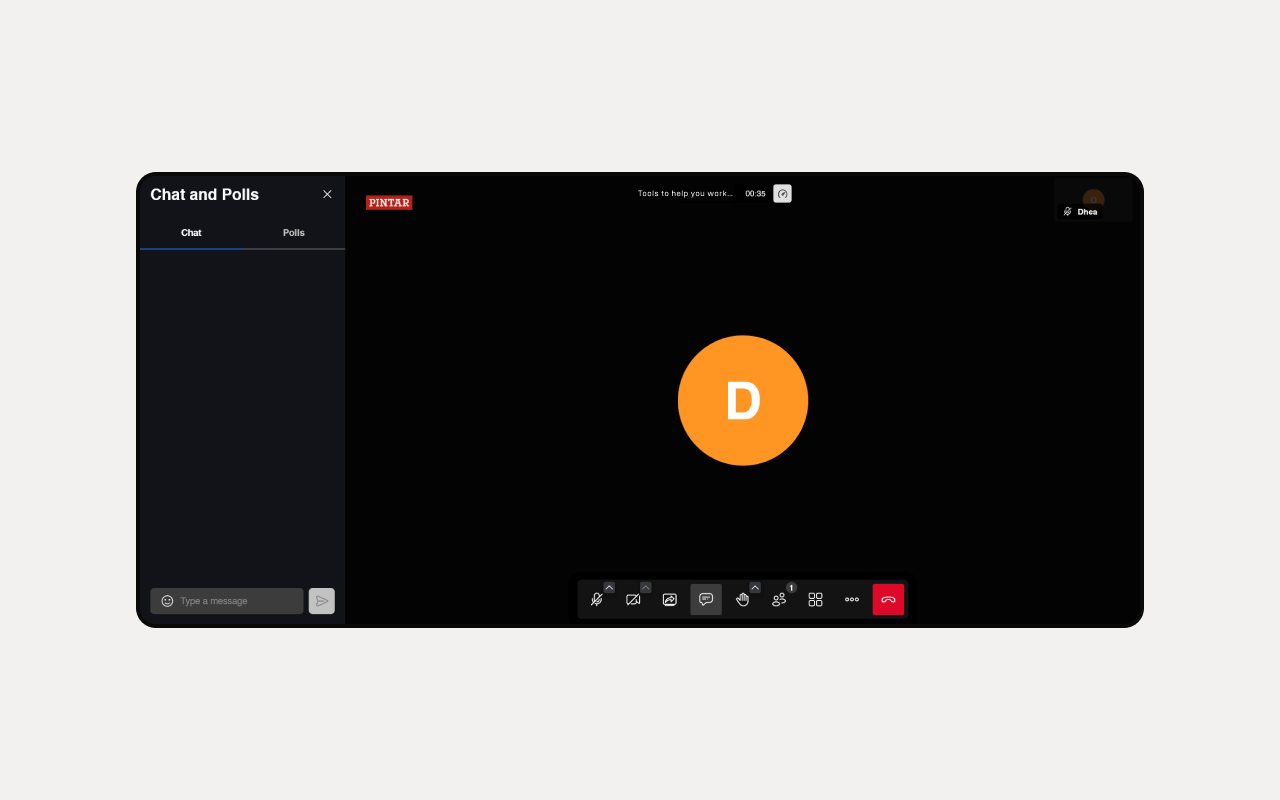 Chat and Polls
Chat
Polls
Type a message
PINTAR
Tools to help you work...
00:35
Dhea
D
1